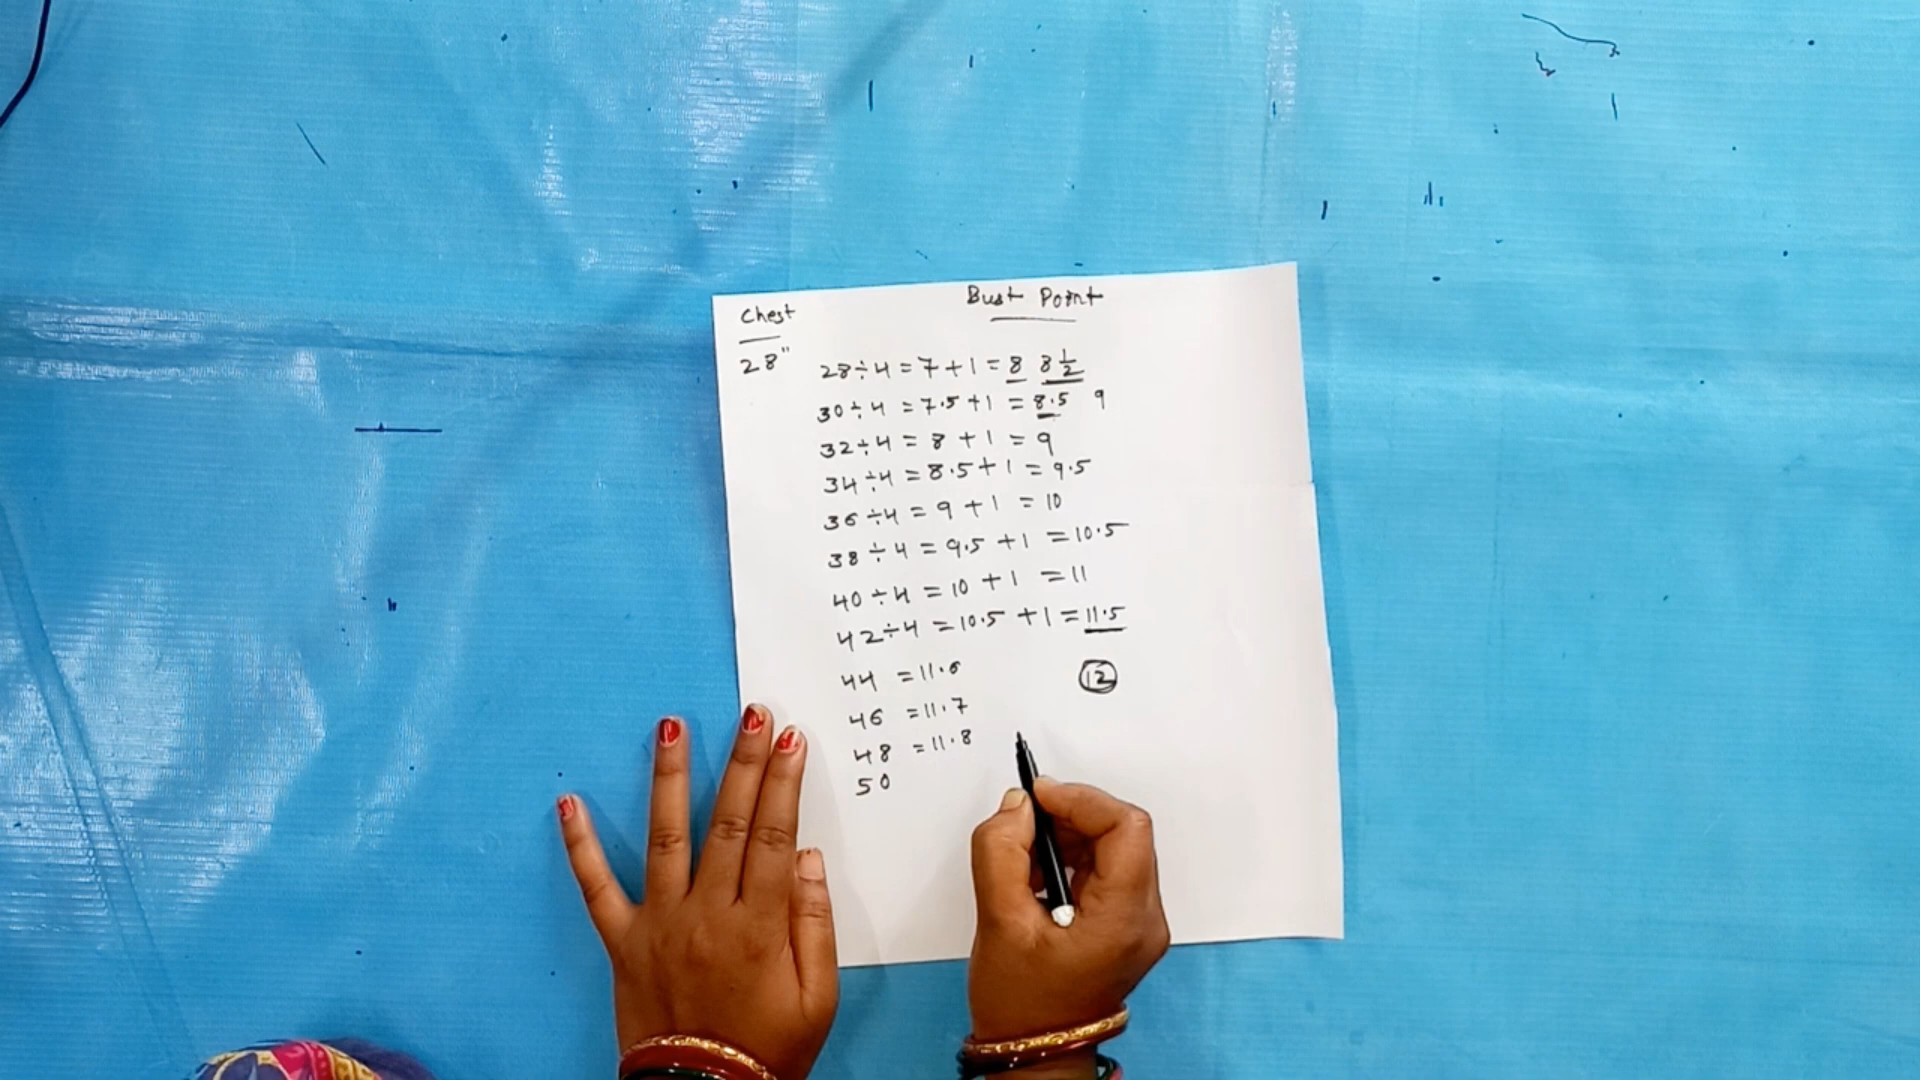 Chest Bust Point
28" 28÷4 = 7+1 = 8 8½
30÷4 = 7.5+1 = 8.5 9
32÷4 = 8+1 = 9
34÷4 = 8.5+1 = 9.5
36÷4 = 9+1 = 10
38÷4 = 9.5+1 = 10.5
40÷4 = 10+1 = 11
42÷4 = 10.5+1 = 11.5
44 = 11.6 12
46 = 11.7
48 = 11.8
50